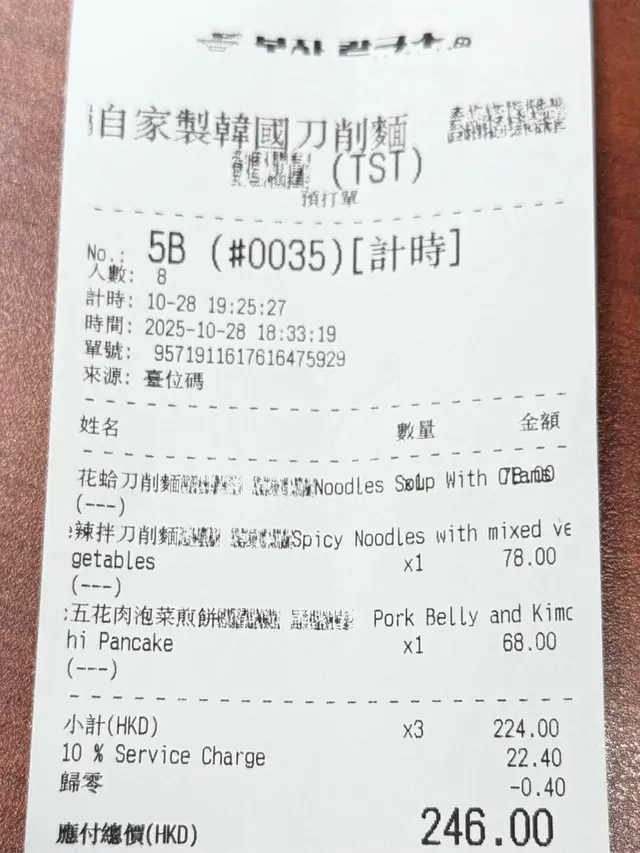 自家製韓國刀削麵
(TST)
預打單
No.: 5B (#0035)[計時]
人數: 8
計時: 10-28 19:25:27
時間: 2025-10-28 18:33:19
單號: 9571911617616475929
來源: 臺位碼
姓名 數量 金額
花蛤刀削麵 Noodles Soup With Clams x1 78.00
(---)
辣拌刀削麵 Spicy Noodles with mixed ve
getables x1 78.00
(---)
五花肉泡菜煎餅 Pork Belly and Kimc
hi Pancake x1 68.00
(---)
小計(HKD) x3 224.00
10 % Service Charge 22.40
歸零 -0.40
應付總價(HKD) 246.00